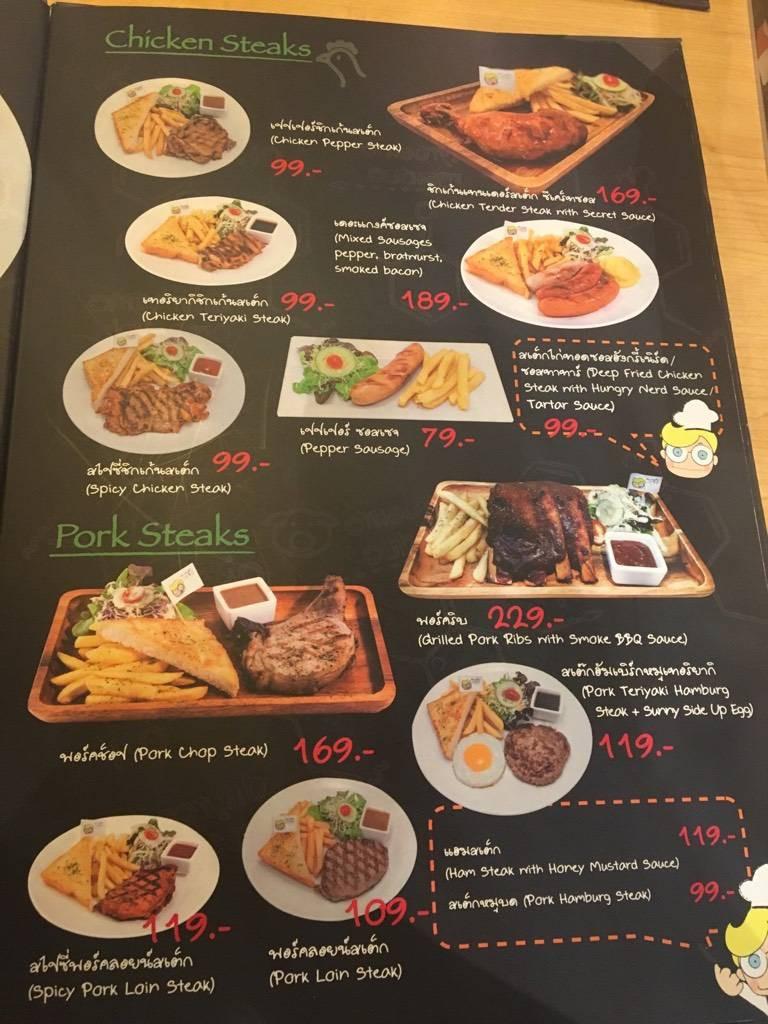 Chicken Steaks
เปปเปอร์ชิกเก้นสเต็ก
(Chicken Pepper Steak)
99.-
ชิกเก้นเทนเดอร์สเต็ก ซีเคร็ทซอส 169.-
(Chicken Tender Steak with Secret Sauce)
เทอริยากิชิกเก้นสเต็ก 99.-
(Chicken Teriyaki Steak)
เดอะแกงค์ซอสเซจ
(Mixed Sausages
pepper, bratwurst,
smoked bacon)
189.-
สไปซี่ชิกเก้นสเต็ก 99.-
(Spicy Chicken Steak)
เปปเปอร์ ซอสเซจ 79.-
(Pepper Sausage)
สเต็กไก่ทอดซอสฮังกรี้เนิร์ด/
ซอสทาทาร์ (Deep Fried Chicken
Steak with Hungry Nerd Sauce/
Tartar Sauce)
99.-
Pork Steaks
พอร์คริบ 229.-
(Grilled Pork Ribs with Smoke BBQ Sauce)
พอร์คช็อป (Pork Chop Steak) 169.-
สเต๊กฮัมเบิร์กหมูเทอริยากิ
(Pork Teriyaki Hamburg
Steak + Sunny Side Up Egg)
119.-
119.-
สไปซี่พอร์คลอยน์สเต็ก
(Spicy Pork Loin Steak)
109.-
พอร์คลอยน์สเต็ก
(Pork Loin Steak)
แฮมสเต็ก 119.-
(Ham Steak with Honey Mustard Sauce)
สเต็กหมูบด (Pork Hamburg Steak) 99.-